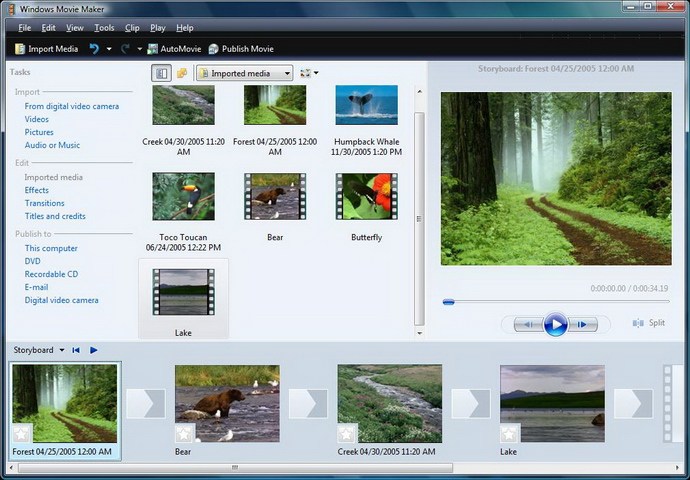 Windows Movie Maker
File Edit View Tools Clip Play Help
Import Media AutoMovie Publish Movie
Tasks
Import
From digital video camera
Videos
Pictures
Audio or Music
Edit
Imported media
Effects
Transitions
Titles and credits
Publish to
This computer
DVD
Recordable CD
E-mail
Digital video camera
Imported media
Creek 04/30/2005 11:20
AM
Forest 04/25/2005 12:00
AM
Humpback Whale
11/30/2005 1:20 PM
Toco Toucan
06/24/2005 12:22 PM
Bear
Butterfly
Lake
Storyboard: Forest 04/25/2005 12:00 AM
0:00:00.00 / 0:00:34.19
Split
Storyboard
Forest 04/25/2005 12:00 AM
Bear
Creek 04/30/2005 11:20 AM
Lake